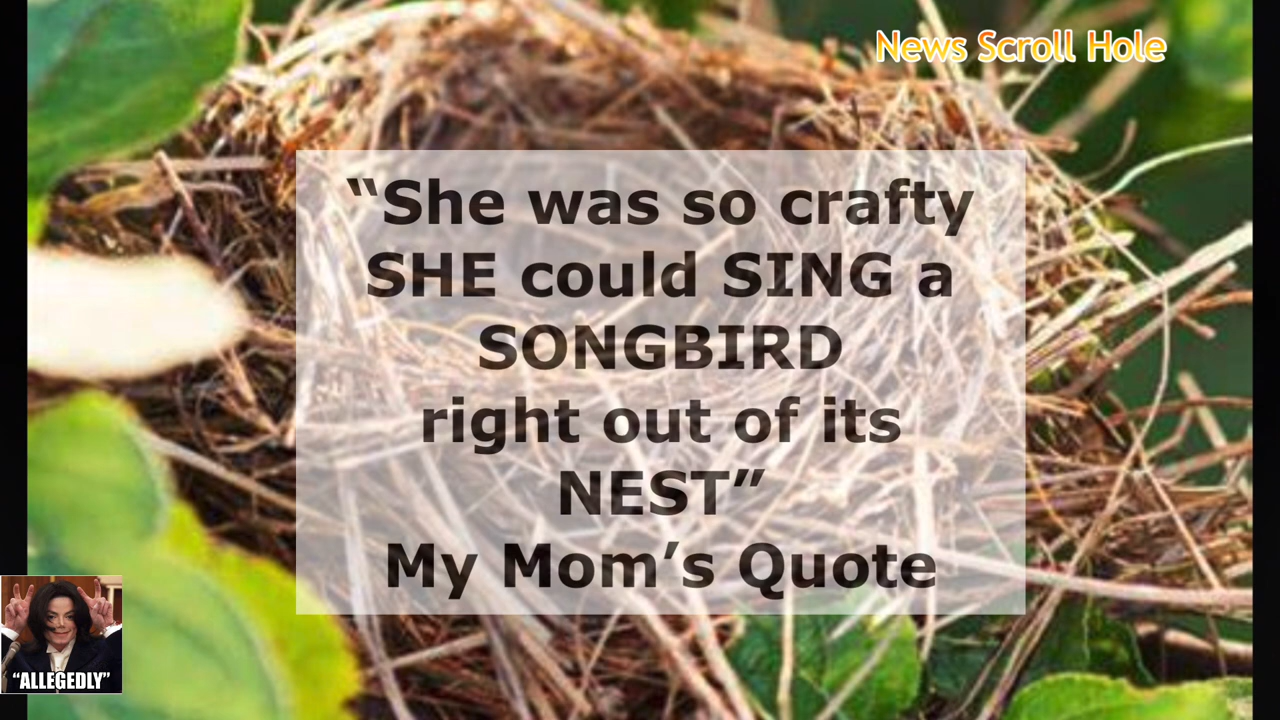 News Scroll Hole
“She was so crafty
SHE could SING a
SONGBIRD
right out of its
NEST”
My Mom’s Quote
“ALLEGEDLY”